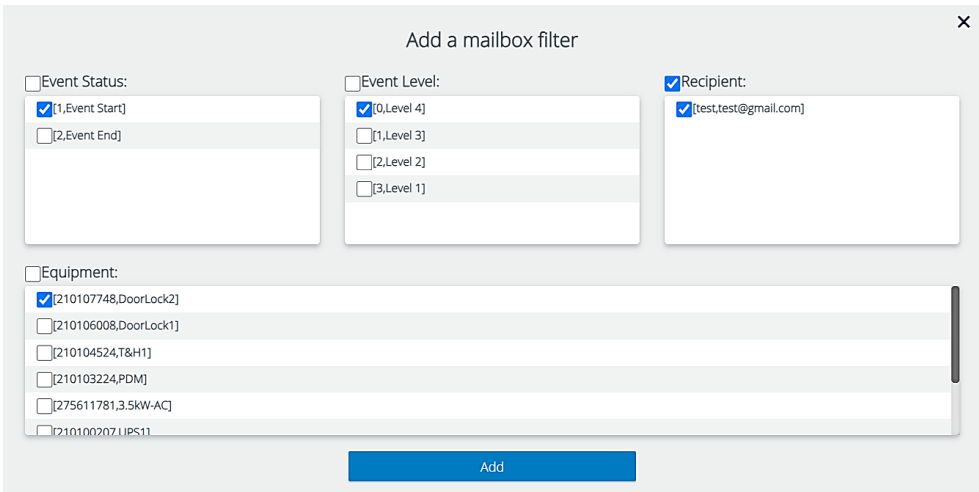 Add a mailbox filter
Event Status:
[1,Event Start]
[2,Event End]
Event Level:
[0,Level 4]
[1,Level 3]
[2,Level 2]
[3,Level 1]
Recipient:
[test,test@gmail.com]
Equipment:
[210107748,DoorLock2]
[210106008,DoorLock1]
[210104524,T&H1]
[210103224,PDM]
[275611781,3.5kW-AC]
[210100207,UPS1]
Add